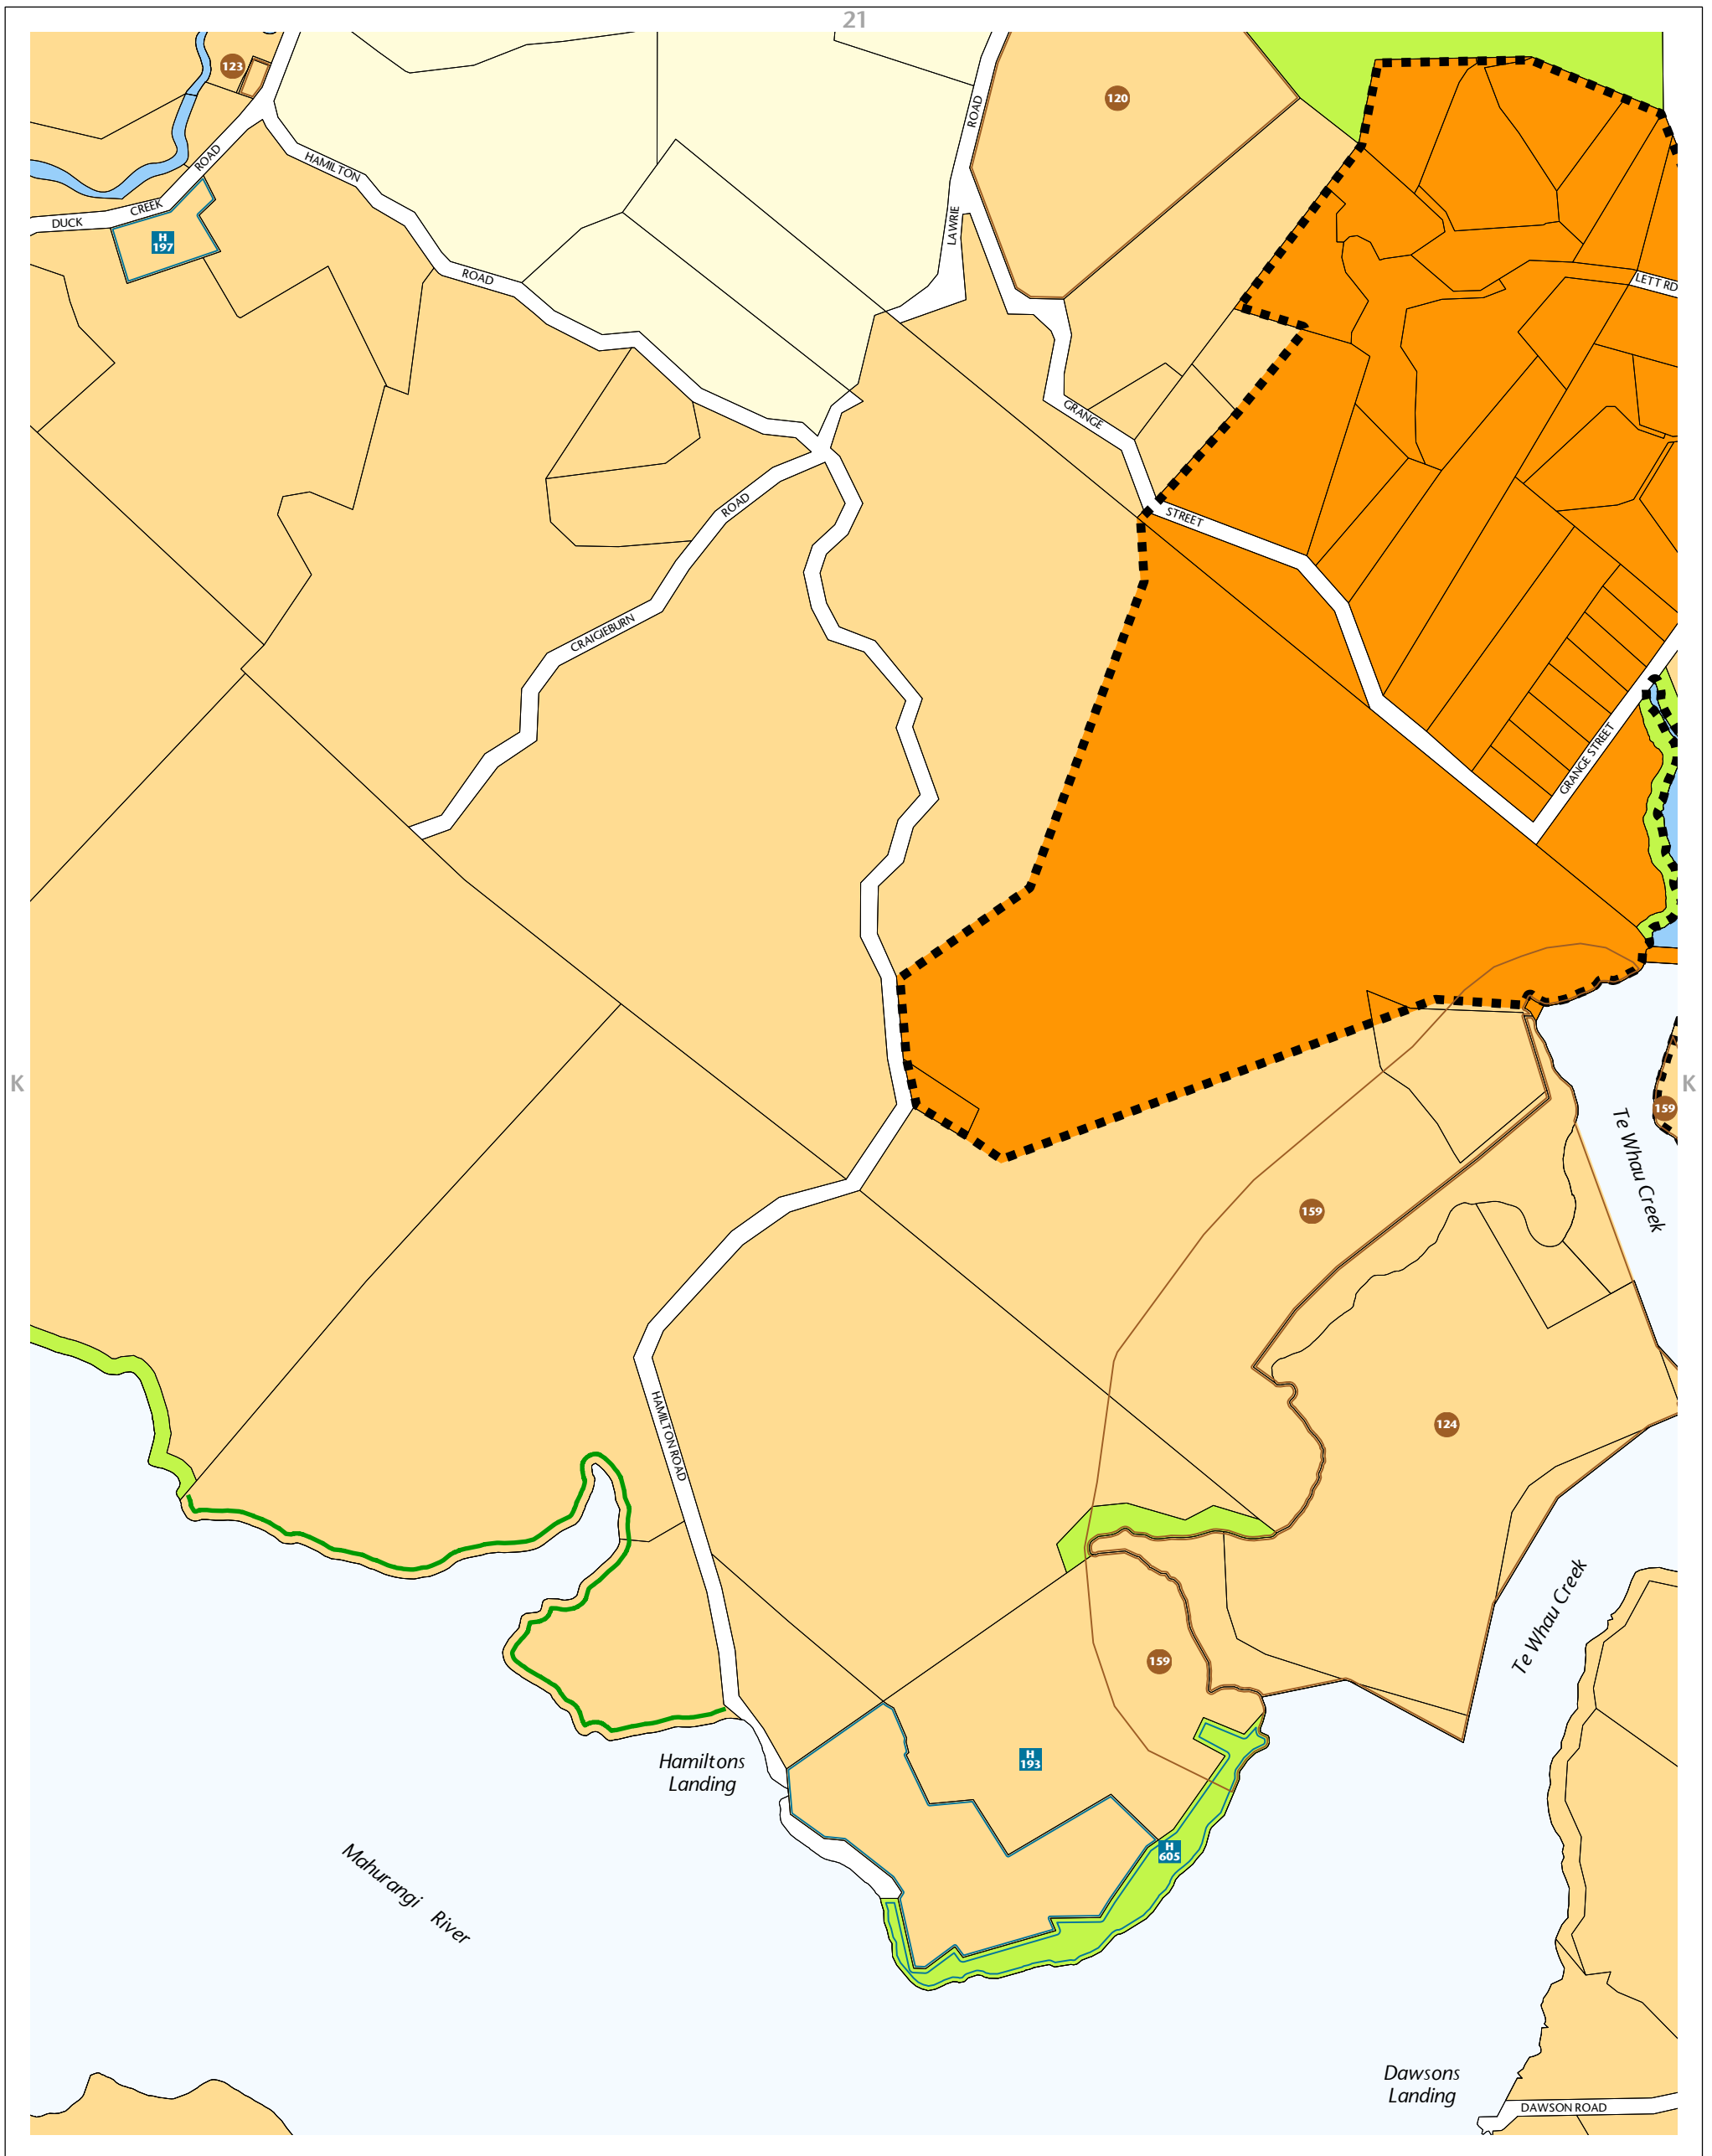 21
123
120
ROAD
ROAD
HAMILTON
CREEK
DUCK
H
197
LAWRIE
ROAD
LETT RD
GRANGE
ROAD
STREET
CRAIGIEBURN
GRANGE STREET
K
K
159
Te Whau Creek
159
124
HAMILTON ROAD
Te Whau Creek
159
Hamiltons
Landing
H
193
H
605
Mahurangi River
Dawsons
Landing
DAWSON ROAD